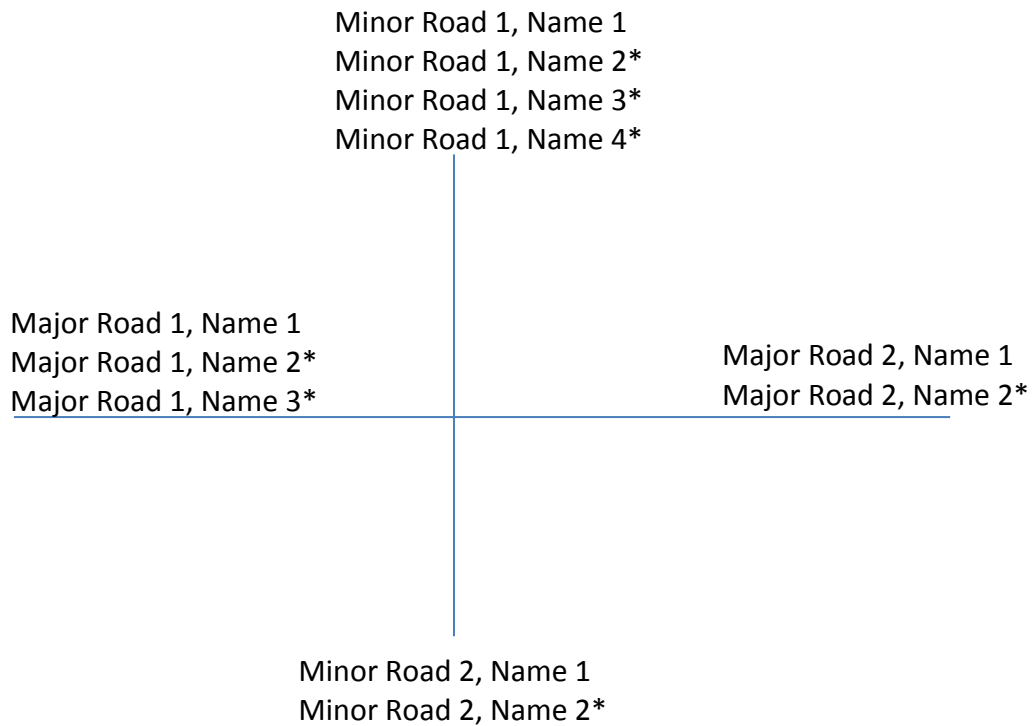 Minor Road 1, Name 1
Minor Road 1, Name 2*
Minor Road 1, Name 3*
Minor Road 1, Name 4*
Major Road 1, Name 1
Major Road 1, Name 2*
Major Road 1, Name 3*
Major Road 2, Name 1
Major Road 2, Name 2*
Minor Road 2, Name 1
Minor Road 2, Name 2*